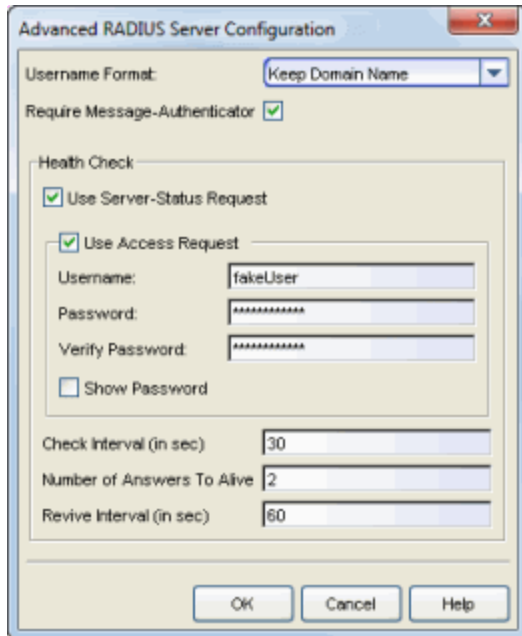 Advanced RADIUS Server Configuration
Username Format: Keep Domain Name
Require Message-Authenticator
Health Check
Use Server-Status Request
Use Access Request
Username: fakeUser
Password: ************
Verify Password: ************
Show Password
Check Interval (in sec) 30
Number of Answers To Alive 2
Revive Interval (in sec) 60
OK Cancel Help